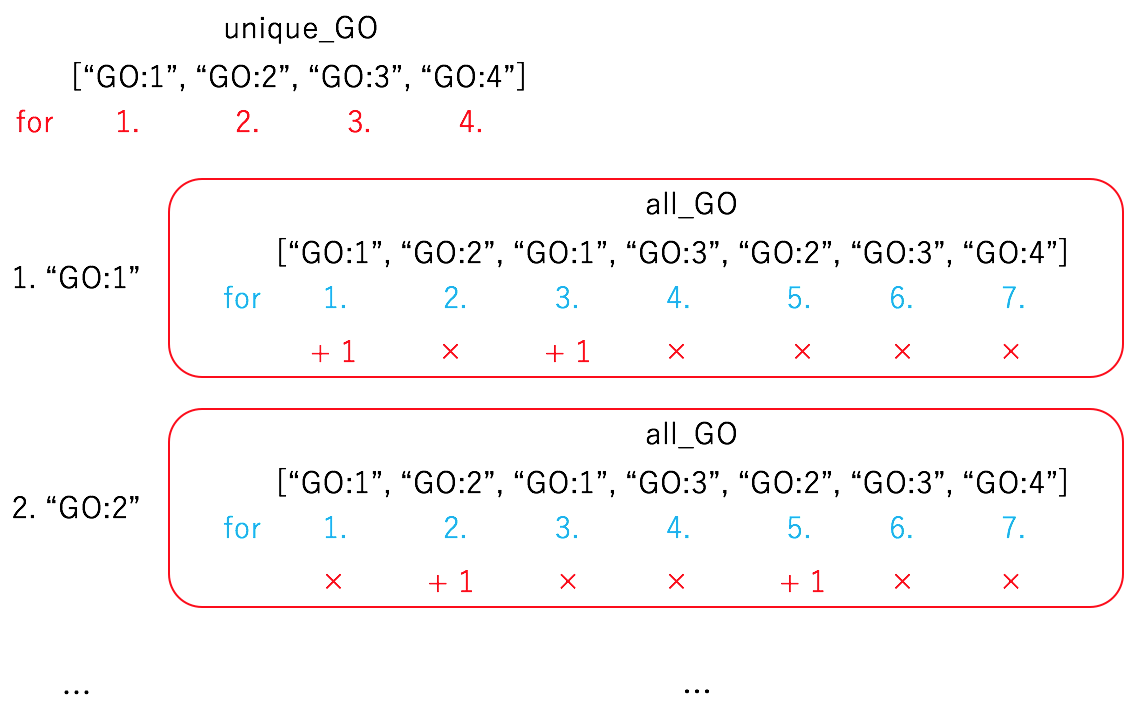 unique_GO
[“GO:1”, “GO:2”, “GO:3”, “GO:4”]
for 1. 2. 3. 4.
all_GO
1. “GO:1”
[“GO:1”, “GO:2”, “GO:1”, “GO:3”, “GO:2”, “GO:3”, “GO:4”]
for 1. 2. 3. 4. 5. 6. 7.
+ 1 × + 1 × × × ×
all_GO
2. “GO:2”
[“GO:1”, “GO:2”, “GO:1”, “GO:3”, “GO:2”, “GO:3”, “GO:4”]
for 1. 2. 3. 4. 5. 6. 7.
× + 1 × × + 1 × ×
... ...